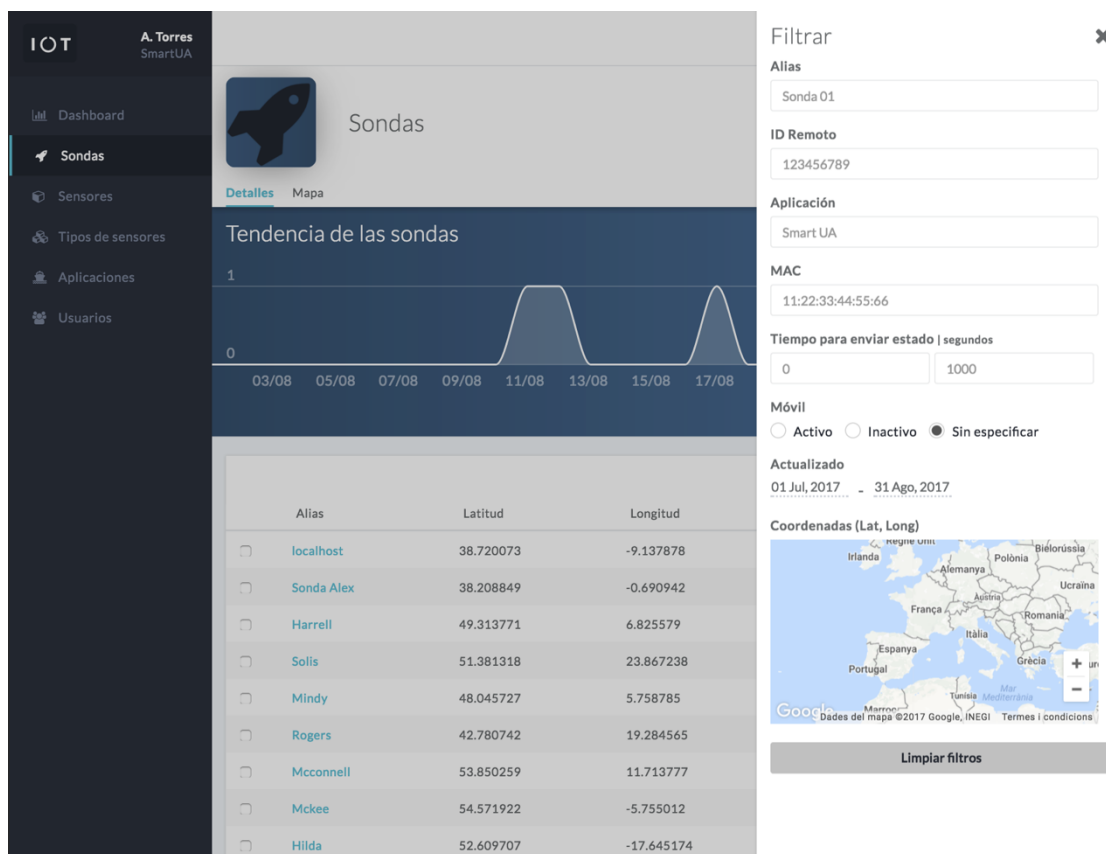 IOT
A. Torres
SmartUA
Dashboard
Sondas
Sensores
Tipos de sensores
Aplicaciones
Usuarios
Sondas
Detalles Mapa
Tendencia de las sondas
1
0
03/08 05/08 07/08 09/08 11/08 13/08 15/08 17/08
Alias Latitud Longitud
localhost 38.720073 -9.137878
Sonda Alex 38.208849 -0.690942
Harrell 49.313771 6.825579
Solis 51.381318 23.867238
Mindy 48.045727 5.758785
Rogers 42.780742 19.284565
Mcconnell 53.850259 11.713777
Mckee 54.571922 -5.755012
Hilda 52.609707 -17.645174
Filtrar
Alias
Sonda 01
ID Remoto
123456789
Aplicación
Smart UA
MAC
11:22:33:44:55:66
Tiempo para enviar estado | segundos
0 1000
Móvil
Activo Inactivo Sin especificar
Actualizado
01 Jul, 2017 - 31 Ago, 2017
Coordenadas (Lat, Long)
Regne Unit
Irlanda
Bielorússia
Polònia
Alemanya
Ucraïna
Àustria
França
Romania
Itàlia
Espanya
Grècia
Portugal
Tunísia
Mar Mediterrània
Marroc
Google
Dades del mapa ©2017 Google, INEGI Termes i condicions
Limpiar filtros